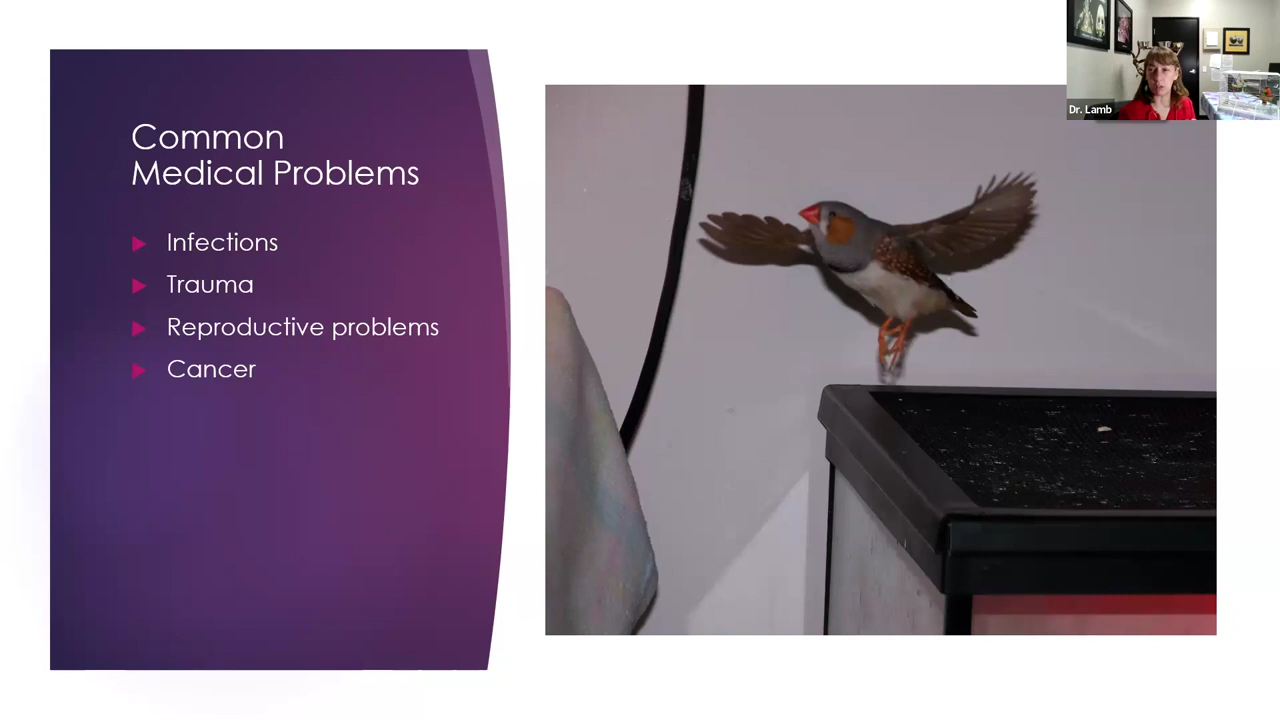 Dr. Lamb
Common
Medical Problems
Infections
Trauma
Reproductive problems
Cancer